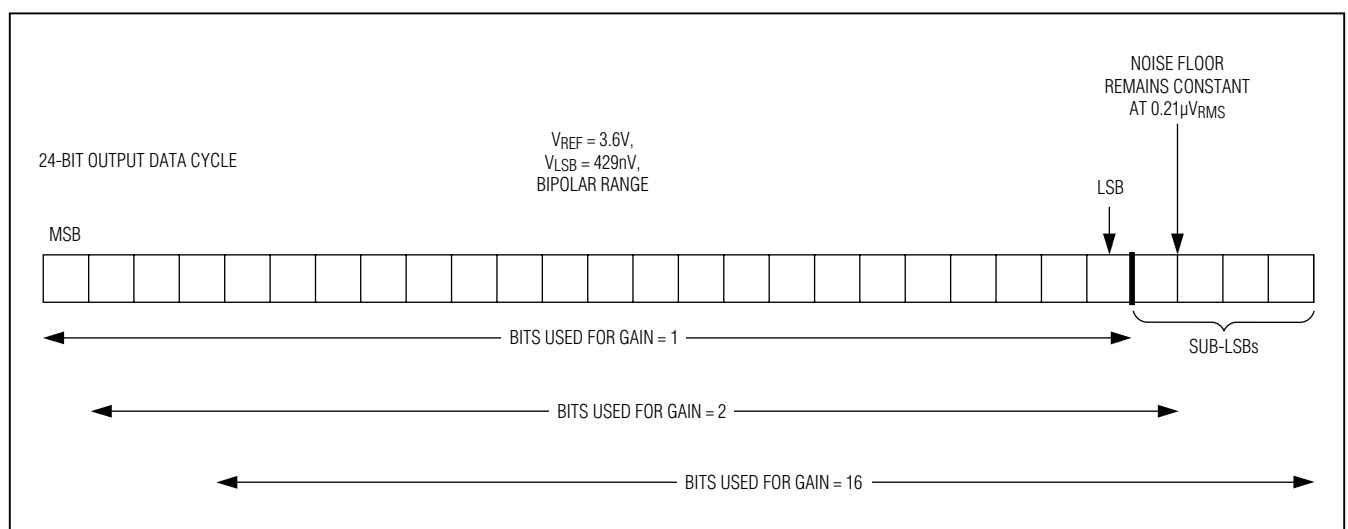 NOISE FLOOR
REMAINS CONSTANT
AT 0.21µVRMS
24-BIT OUTPUT DATA CYCLE
VREF = 3.6V,
VLSB = 429nV,
BIPOLAR RANGE
LSB
MSB
BITS USED FOR GAIN = 1
SUB-LSBs
BITS USED FOR GAIN = 2
BITS USED FOR GAIN = 16